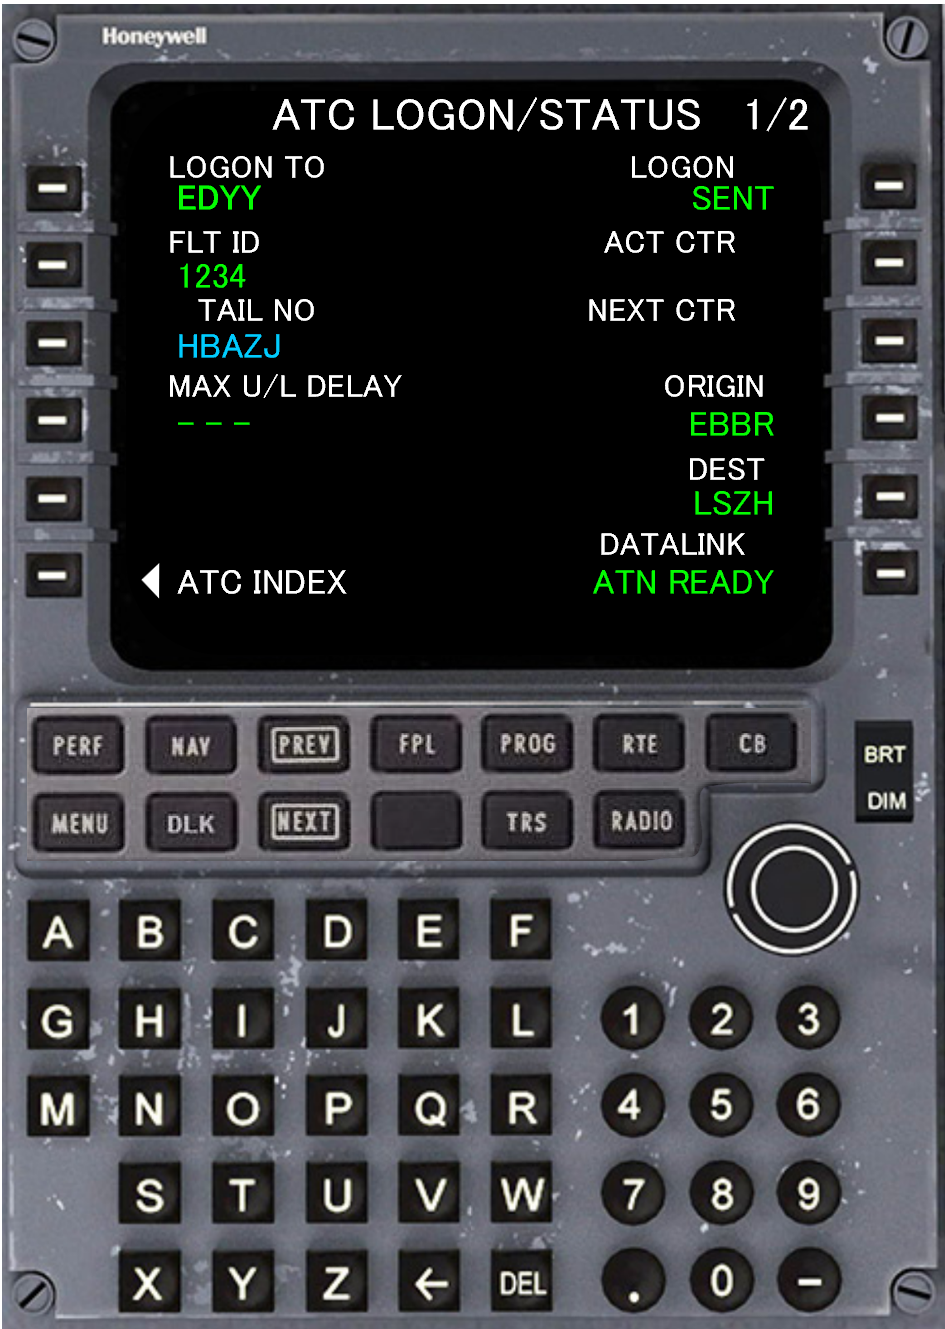 Honeywell
ATC LOGON/STATUS 1/2
LOGON TO LOGON
EDYY SENT
FLT ID ACT CTR
1234
TAIL NO NEXT CTR
HBAZJ
MAX U/L DELAY ORIGIN
--- EBBR
DEST
LSZH
DATALINK
ATC INDEX ATN READY
PERF NAV PREV FPL PROG RTE CB
BRT
MENU DLK NEXT TRS RADIO
DIM
A B C D E F
G H I J K L 1 2 3
M N O P Q R 4 5 6
S T U V W 7 8 9
X Y Z ← DEL . 0 -